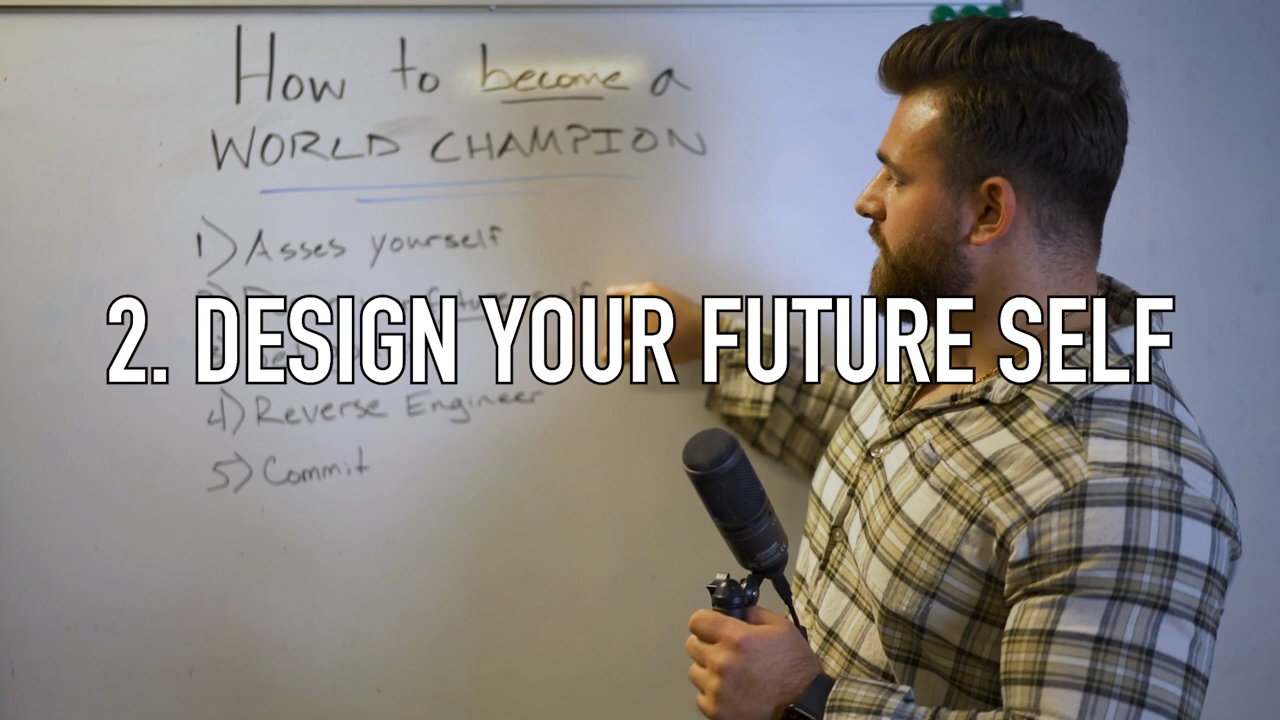 How to become a
WORLD CHAMPION
1) Asses yourself
2. DESIGN YOUR FUTURE SELF
4) Reverse Engineer
5) Commit